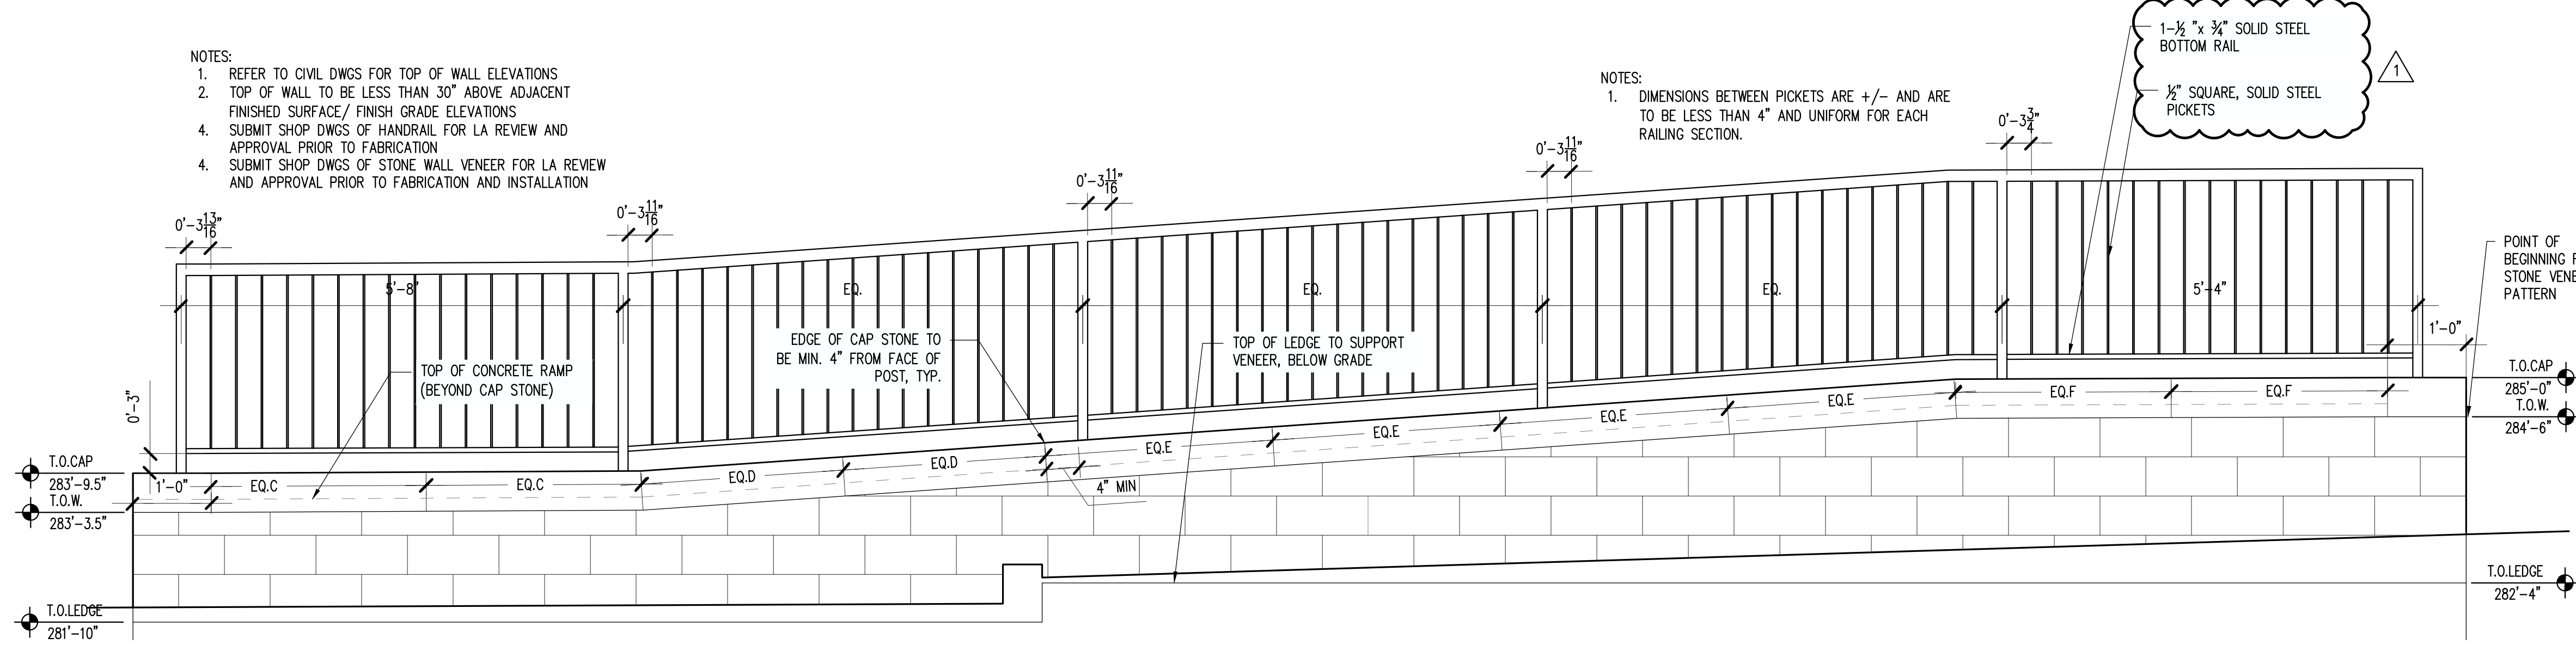 NOTES:
1. REFER TO CIVIL DWGS FOR TOP OF WALL ELEVATIONS
2. TOP OF WALL TO BE LESS THAN 30" ABOVE ADJACENT
FINISHED SURFACE/ FINISH GRADE ELEVATIONS
4. SUBMIT SHOP DWGS OF HANDRAIL FOR LA REVIEW AND
APPROVAL PRIOR TO FABRICATION
4. SUBMIT SHOP DWGS OF STONE WALL VENEER FOR LA REVIEW
AND APPROVAL PRIOR TO FABRICATION AND INSTALLATION
NOTES:
1. DIMENSIONS BETWEEN PICKETS ARE +/- AND ARE
TO BE LESS THAN 4" AND UNIFORM FOR EACH
RAILING SECTION.
1-½ "x ¾" SOLID STEEL
BOTTOM RAIL
½" SQUARE, SOLID STEEL
PICKETS
1
0'-3 13/16"
0'-3 11/16"
0'-3 11/16"
0'-3 11/16"
0'-3 3/4"
5'-8"
EQ.
EQ.
EQ.
5'-4"
POINT OF
BEGINNING
STONE
PATTERN
1'-0"
EDGE OF CAP STONE TO
BE MIN. 4" FROM FACE OF
POST, TYP.
TOP OF LEDGE TO SUPPORT
VENEER, BELOW GRADE
TOP OF CONCRETE RAMP
(BEYOND CAP STONE)
0'-3"
T.O.CAP
283'-9.5"
T.O.W.
283'-3.5"
1'-0"
EQ.C
EQ.C
EQ.D
EQ.D
4" MIN
EQ.E
EQ.E
EQ.E
EQ.E
EQ.F
EQ.F
T.O.CAP
285'-0"
T.O.W.
284'-6"
T.O.LEDGE
281'-10"
T.O.LEDGE
282'-4"